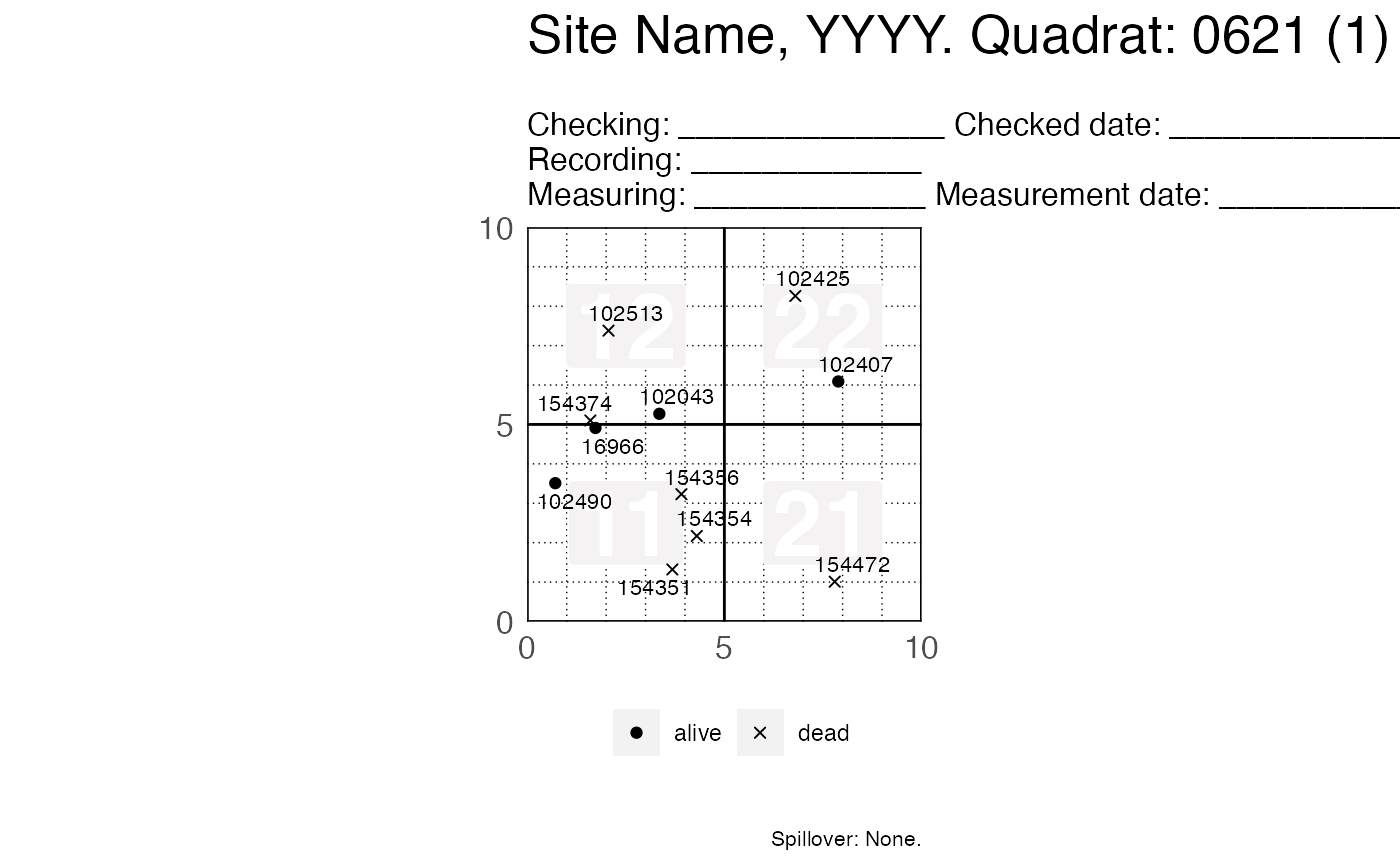 Site Name, YYYY. Quadrat: 0621 (1)
Checking: _______________ Checked date: _____________
Recording: _____________
Measuring: _____________ Measurement date: __________
10
102425
12
22
102513
102407
102043
154374
5
16966
154356
102490
11
21
154354
154472
154351
0
0 5 10
alive dead
Spillover: None.